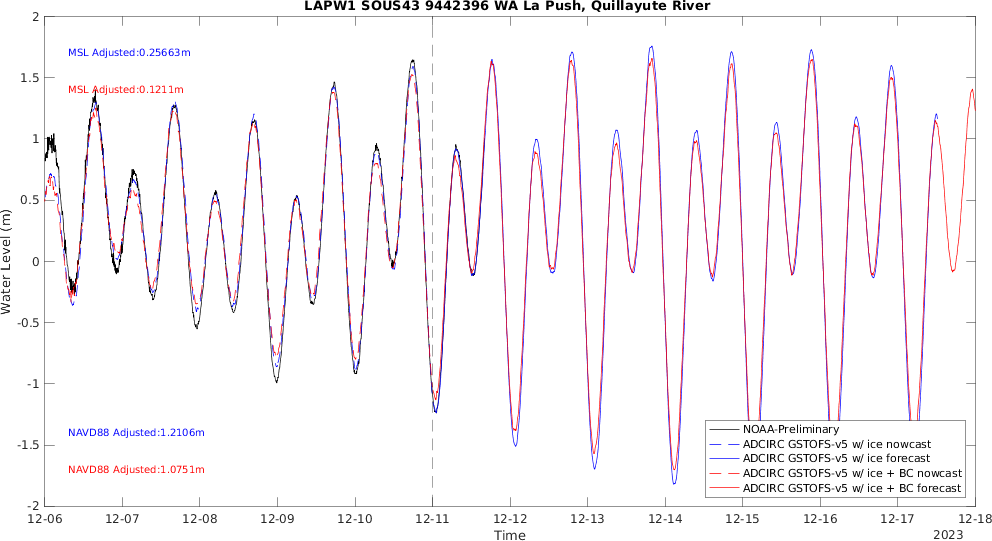 LAPW1 SOUS43 9442396 WA La Push, Quillayute River
2
1.5
1
0.5
0
-0.5
-1
-1.5
-2
Water Level (m)
MSL Adjusted:0.25663m
MSL Adjusted:0.1211m
NAVD88 Adjusted:1.2106m
NAVD88 Adjusted:1.0751m
NOAA-Preliminary
ADCIRC GSTOFS-v5 w/ ice nowcast
ADCIRC GSTOFS-v5 w/ ice forecast
ADCIRC GSTOFS-v5 w/ ice + BC nowcast
ADCIRC GSTOFS-v5 w/ ice + BC forecast
12-06 12-07 12-08 12-09 12-10 12-11 12-12 12-13 12-14 12-15 12-16 12-17 12-18
Time
2023